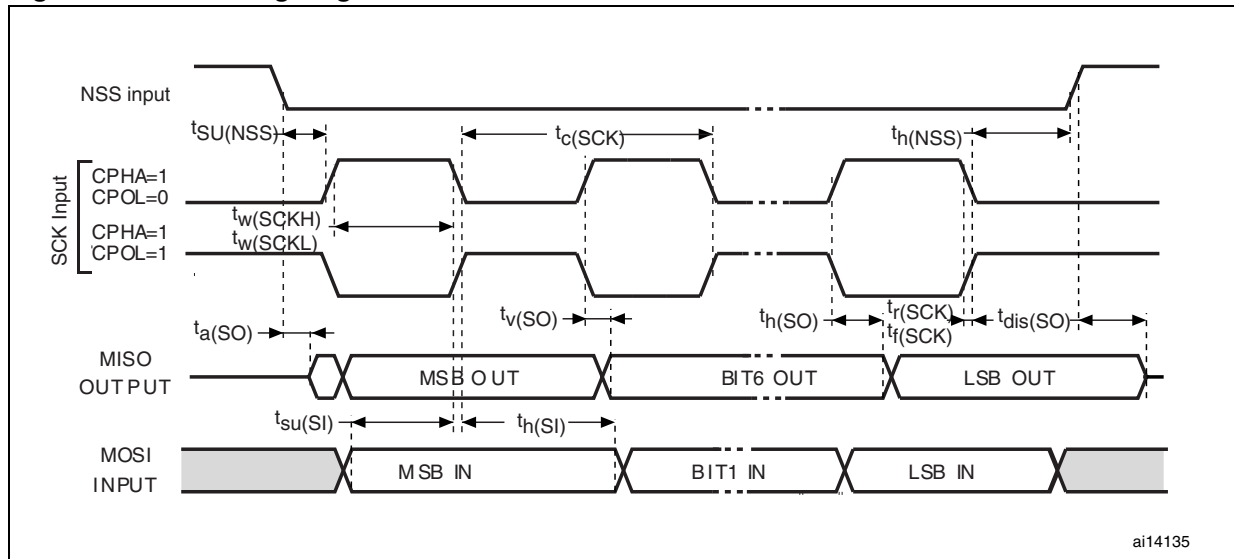 NSS input
tSU(NSS)
tc(SCK)
th(NSS)
SCK Input
CPHA=1
CPOL=0
tw(SCKH)
tw(SCKL)
CPHA=1
CPOL=1
ta(SO)
tv(SO)
th(SO)
tr(SCK)
tf(SCK)
tdis(SO)
MISO
OUTPUT
MSB OUT
BIT6 OUT
LSB OUT
tsu(SI)
th(SI)
MOSI
INPUT
MSB IN
BIT1 IN
LSB IN
ai14135